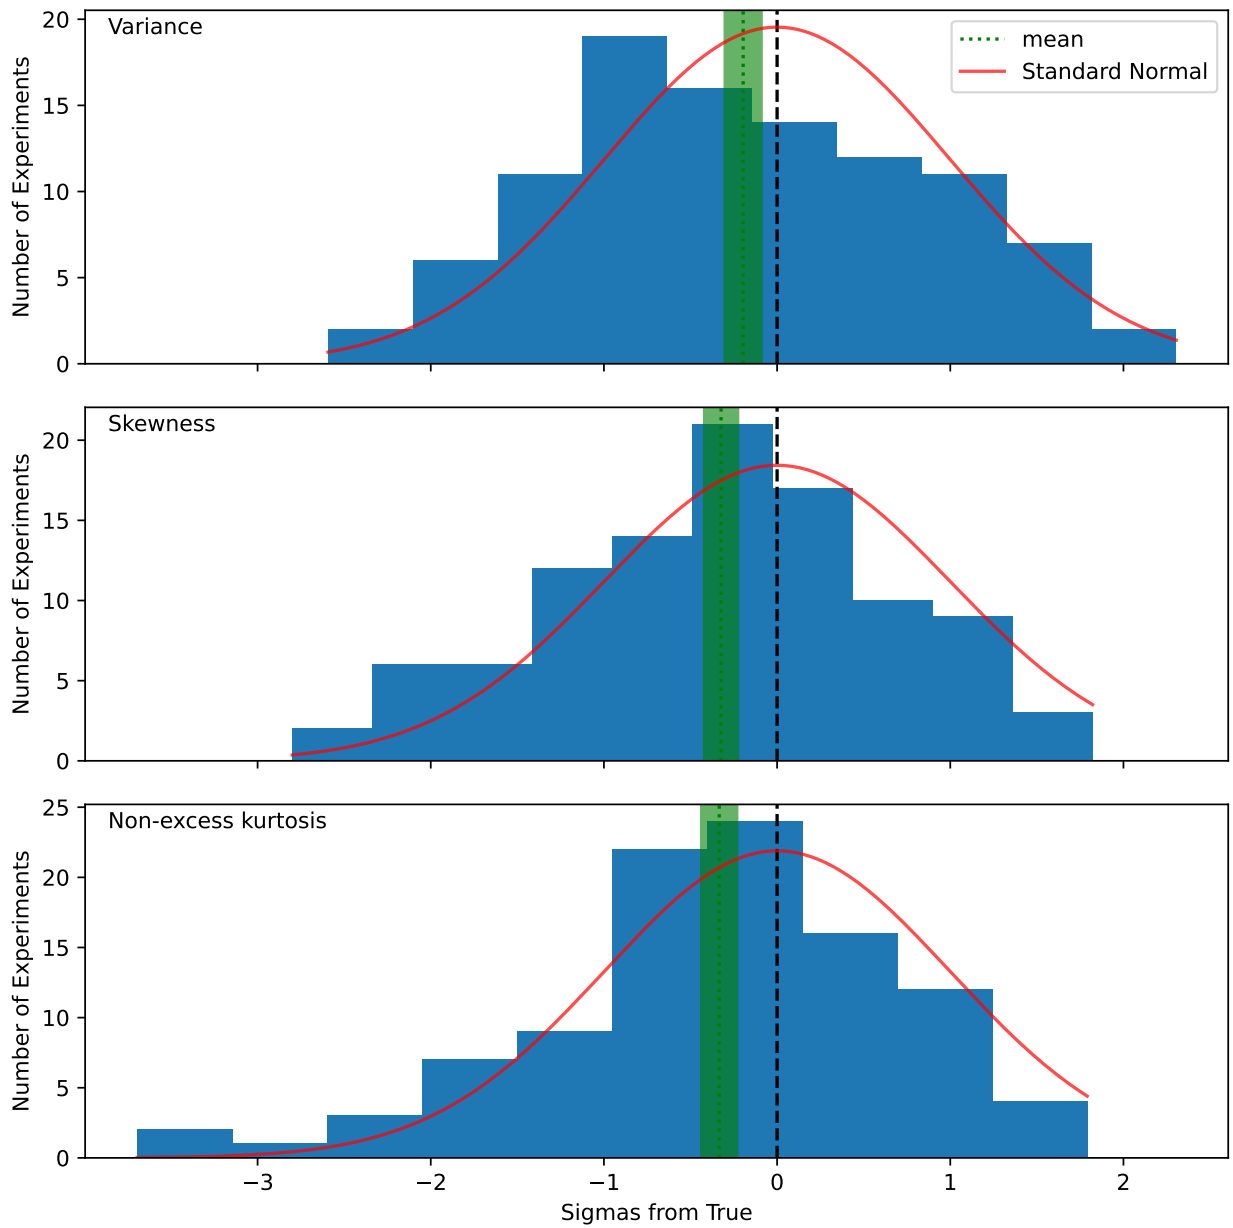 Variance
mean
Standard Normal
Number of Experiments
20
15
10
5
0
Skewness
Number of Experiments
20
15
10
5
0
Non-excess kurtosis
Number of Experiments
25
20
15
10
5
0
−3 −2 −1 0 1 2
Sigmas from True